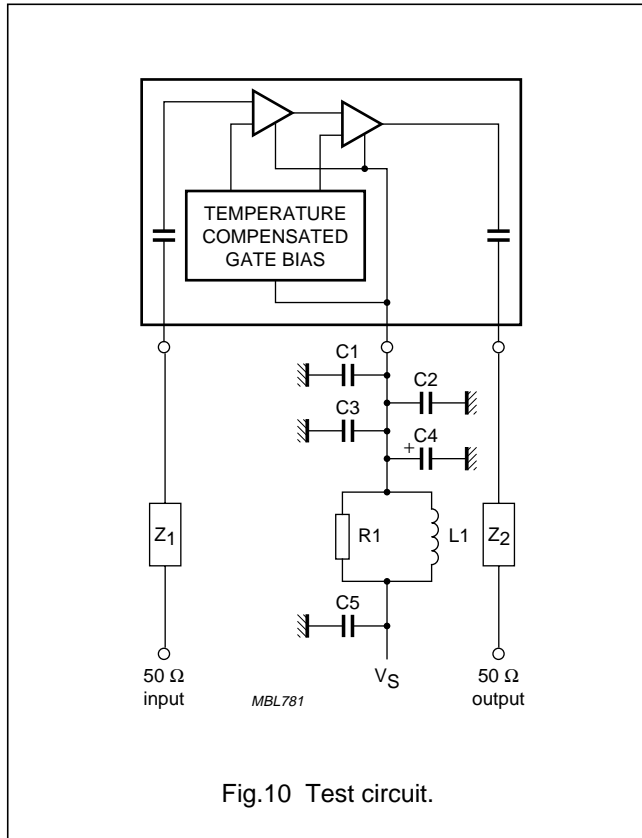 TEMPERATURE
COMPENSATED
GATE BIAS
C1
C2
C3
+ C4
Z1
R1
L1
Z2
C5
50 Ω
input
MBL781
VS
50 Ω
output
Fig.10 Test circuit.